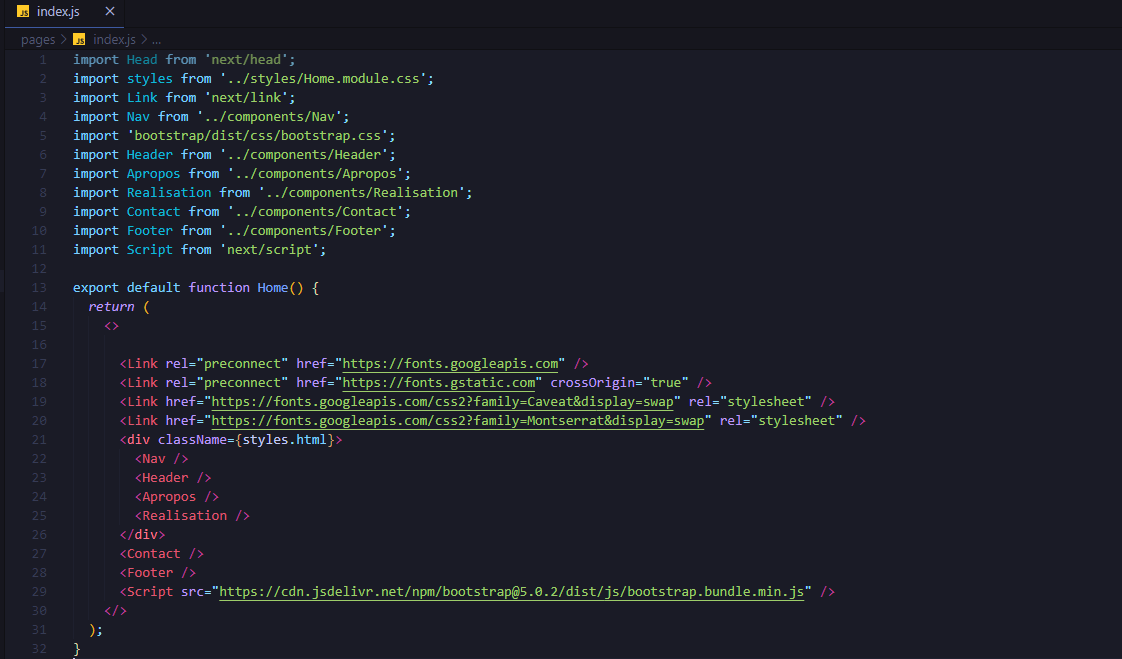 JS index.js ×
pages > JS index.js > ...
1 import Head from 'next/head';
2 import styles from '../styles/Home.module.css';
3 import Link from 'next/link';
4 import Nav from '../components/Nav';
5 import 'bootstrap/dist/css/bootstrap.css';
6 import Header from '../components/Header';
7 import Apropos from '../components/Apropos';
8 import Realisation from '../components/Realisation';
9 import Contact from '../components/Contact';
10 import Footer from '../components/Footer';
11 import Script from 'next/script';
12
13 export default function Home() {
14   return (
15     <>
16
17       <Link rel="preconnect" href="https://fonts.googleapis.com" />
18       <Link rel="preconnect" href="https://fonts.gstatic.com" crossOrigin="true" />
19       <Link href="https://fonts.googleapis.com/css2?family=Caveat&display=swap" rel="stylesheet" />
20       <Link href="https://fonts.googleapis.com/css2?family=Montserrat&display=swap" rel="stylesheet" />
21       <div className={styles.html}>
22         <Nav />
23         <Header />
24         <Apropos />
25         <Realisation />
26       </div>
27       <Contact />
28       <Footer />
29       <Script src="https://cdn.jsdelivr.net/npm/bootstrap@5.0.2/dist/js/bootstrap.bundle.min.js" />
30     </>
31   );
32 }